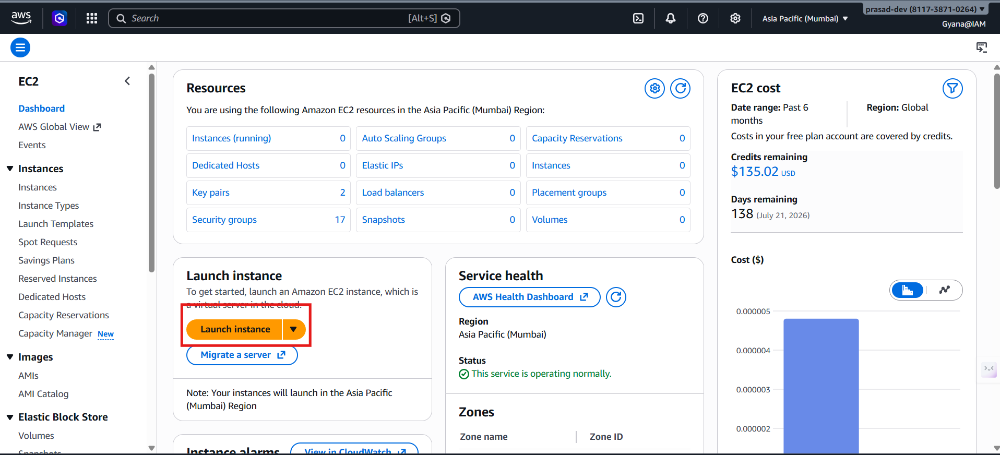 aws
Search
[Alt+S]
Asia Pacific (Mumbai)
prasad-dev (8117-3871-0264)
Gyana@IAM
EC2
Dashboard
AWS Global View
Events
Instances
Instances
Instance Types
Launch Templates
Spot Requests
Savings Plans
Reserved Instances
Dedicated Hosts
Capacity Reservations
Capacity Manager New
Images
AMIs
AMI Catalog
Elastic Block Store
Volumes
Snapshots
Resources
You are using the following Amazon EC2 resources in the Asia Pacific (Mumbai) Region:
Instances (running) 0
Auto Scaling Groups 0
Capacity Reservations 0
Dedicated Hosts 0
Elastic IPs 0
Instances 0
Key pairs 2
Load balancers 0
Placement groups 0
Security groups 17
Snapshots 0
Volumes 0
Launch instance
To get started, launch an Amazon EC2 instance, which is
a virtual server in the cloud.
Launch instance
Migrate a server
Note: Your instances will launch in the Asia Pacific
(Mumbai) Region
Instance alarms
View in CloudWatch
Service health
AWS Health Dashboard
Region
Asia Pacific (Mumbai)
Status
This service is operating normally.
Zones
Zone name
Zone ID
EC2 cost
Date range: Past 6
months
Region: Global
Costs in your free plan account are covered by credits.
Credits remaining
$135.02 USD
Days remaining
138 (July 21, 2026)
Cost ($)
0.000005
0.000004
0.000003
0.000002